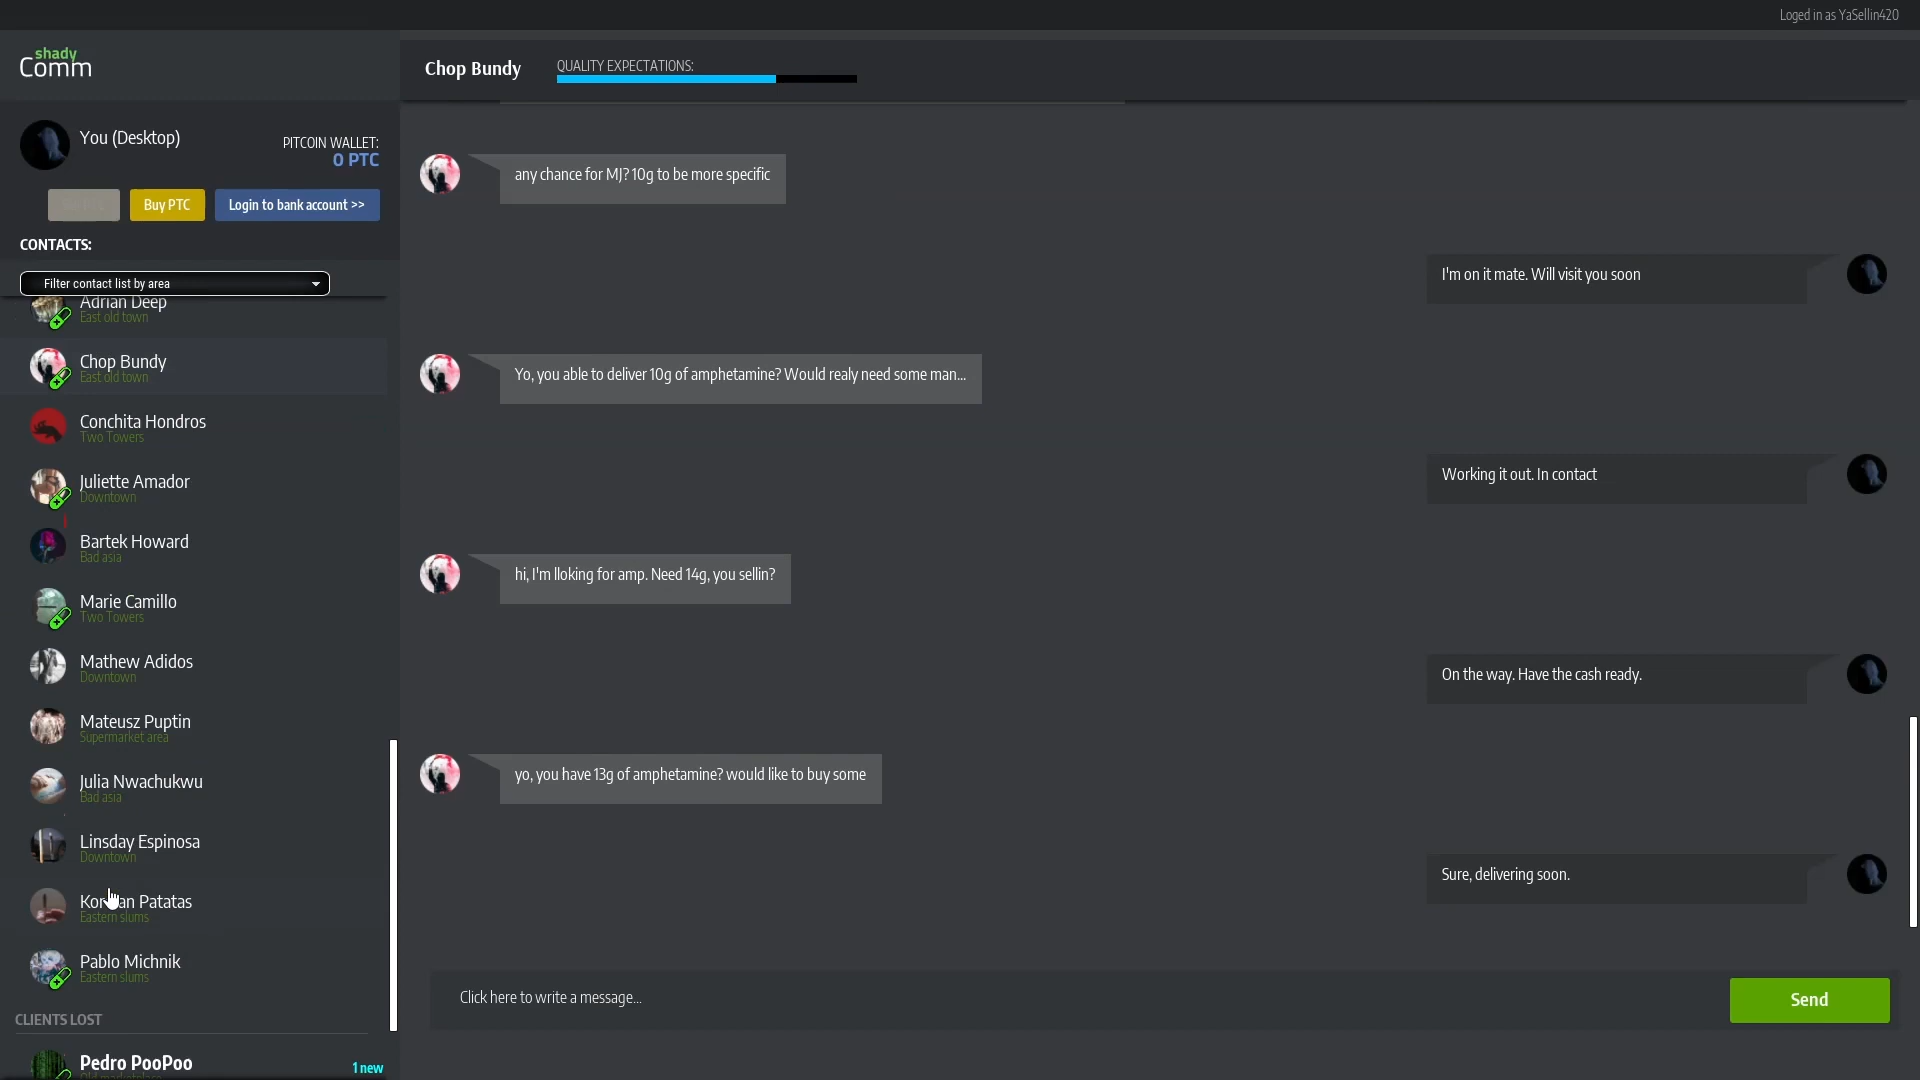 Loged in as YaSellin420
shady
Comm
Chop Bundy
QUALITY EXPECTATIONS:
You (Desktop)
PITCOIN WALLET:
0 PTC
Buy PTC
Login to bank account >>
CONTACTS:
Filter contact list by area
Adrian Deep
East old town
Chop Bundy
East old town
Conchita Hondros
Two Towers
Juliette Amador
Downtown
Bartek Howard
Bad asia
Marie Camillo
Two Towers
Mathew Adidos
Downtown
Mateusz Puptin
Supermarket area
Julia Nwachukwu
Bad asia
Linsday Espinosa
Downtown
Patatas
Eastern slums
Pablo Michnik
Eastern slums
CLIENTS LOST
Pedro PooPoo
1 new
any chance for MJ? 10g to be more specific
I'm on it mate. Will visit you soon
Yo, you able to deliver 10g of amphetamine? Would realy need some man...
Working it out. In contact
hi, I'm lloking for amp. Need 14g, you sellin?
On the way. Have the cash ready.
yo, you have 13g of amphetamine? would like to buy some
Sure, delivering soon.
Click here to write a message...
Send